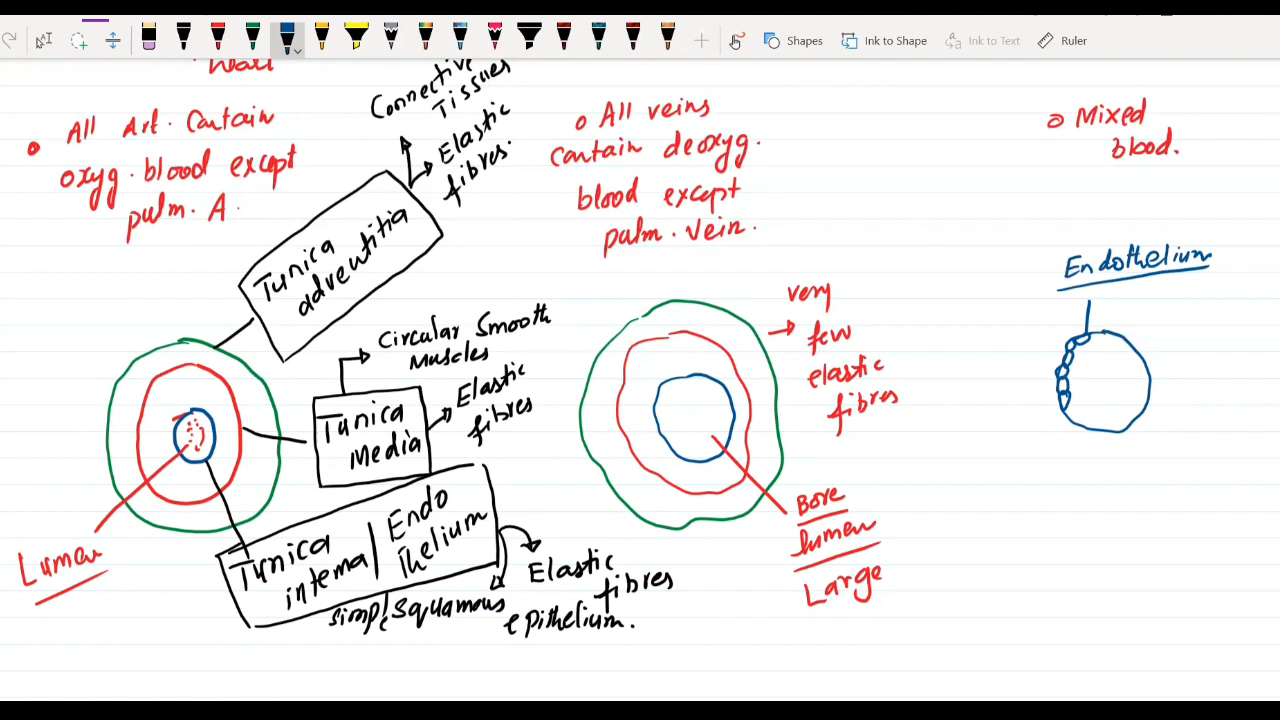 Shapes
Ink to Shape
Ink to Text
Ruler
Wall
All Art. Contain
oxyg. blood except
pulm. A.
Connective
Tissues
Elastic
fibres.
Tunica
adventitia
Circular Smooth
Muscles
Elastic
fibres
Tunica
Media
Lumen
Tunica
interna
Endo
thelium
Elastic
fibres
Simple Squamous
epithelium.
All veins
Contain deoxyg.
blood except
pulm. vein.
very
few
elastic
fibres
Bore
lumen
Large
Mixed
blood.
Endothelium